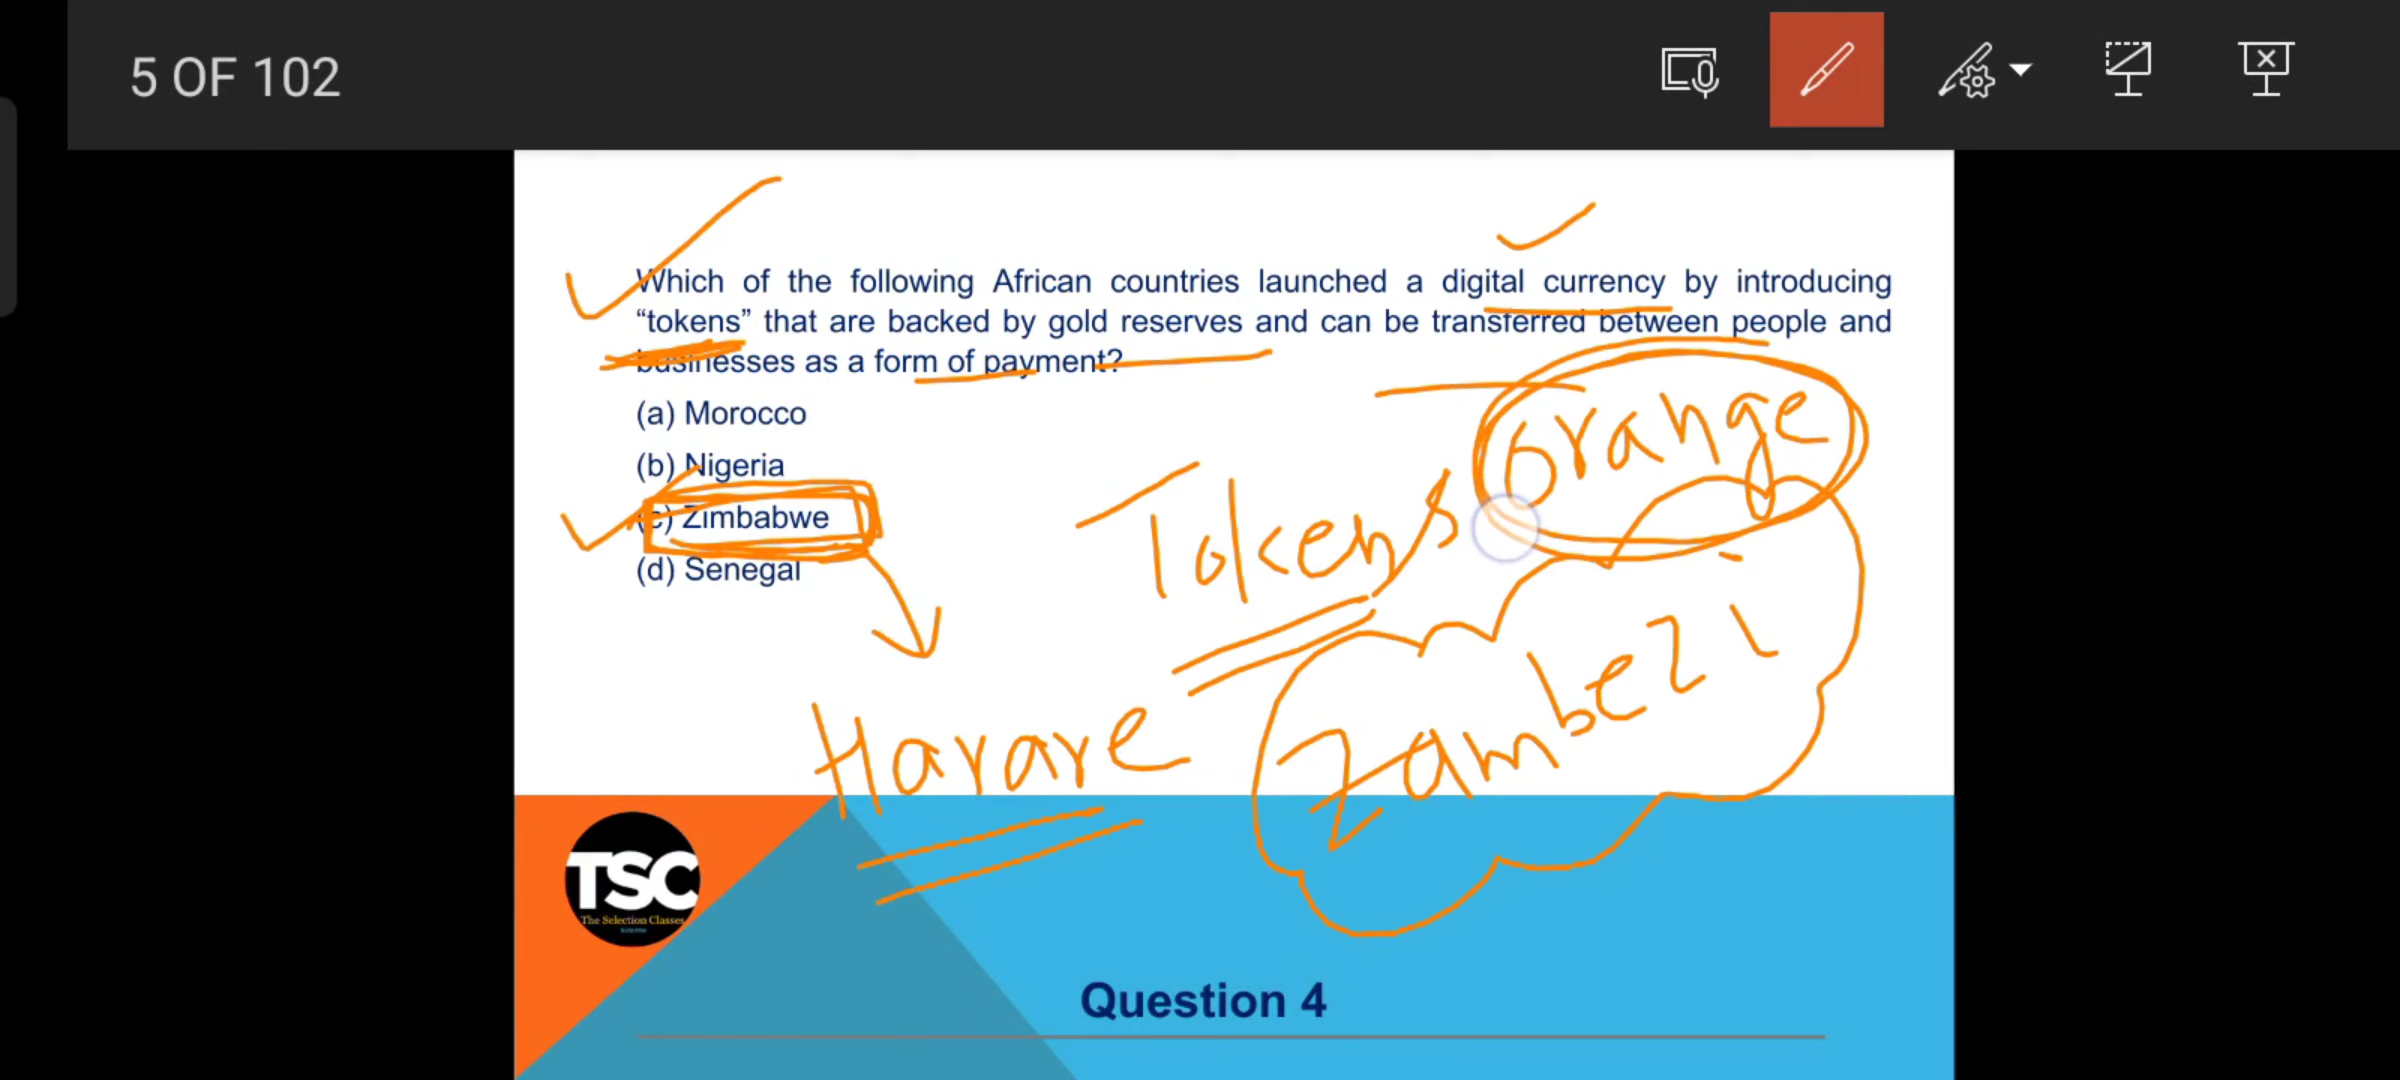 5 OF 102
Which of the following African countries launched a digital currency by introducing
“tokens” that are backed by gold reserves and can be transferred between people and
businesses as a form of payment?
(a) Morocco
(b) Nigeria
(c) Zimbabwe
(d) Senegal
Orange
Tokens
Zambezi
Harare
TSC
The Selection Classes
Question 4